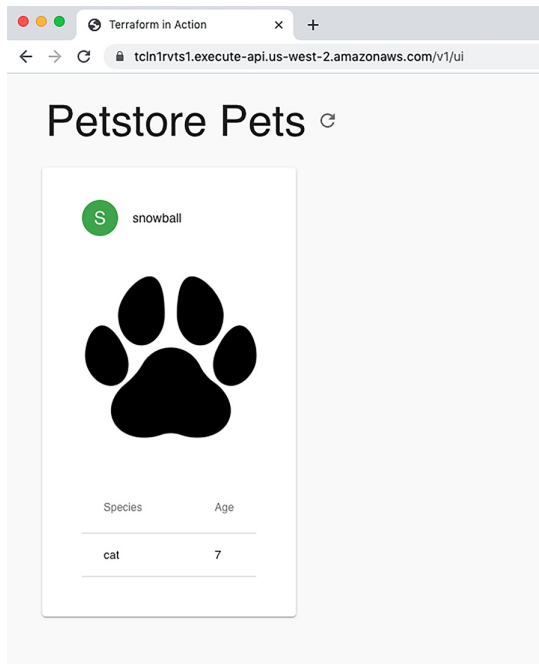 Terraform in Action
tcln1rvts1.execute-api.us-west-2.amazonaws.com/v1/ui
Petstore Pets
S snowball
Species Age
cat 7